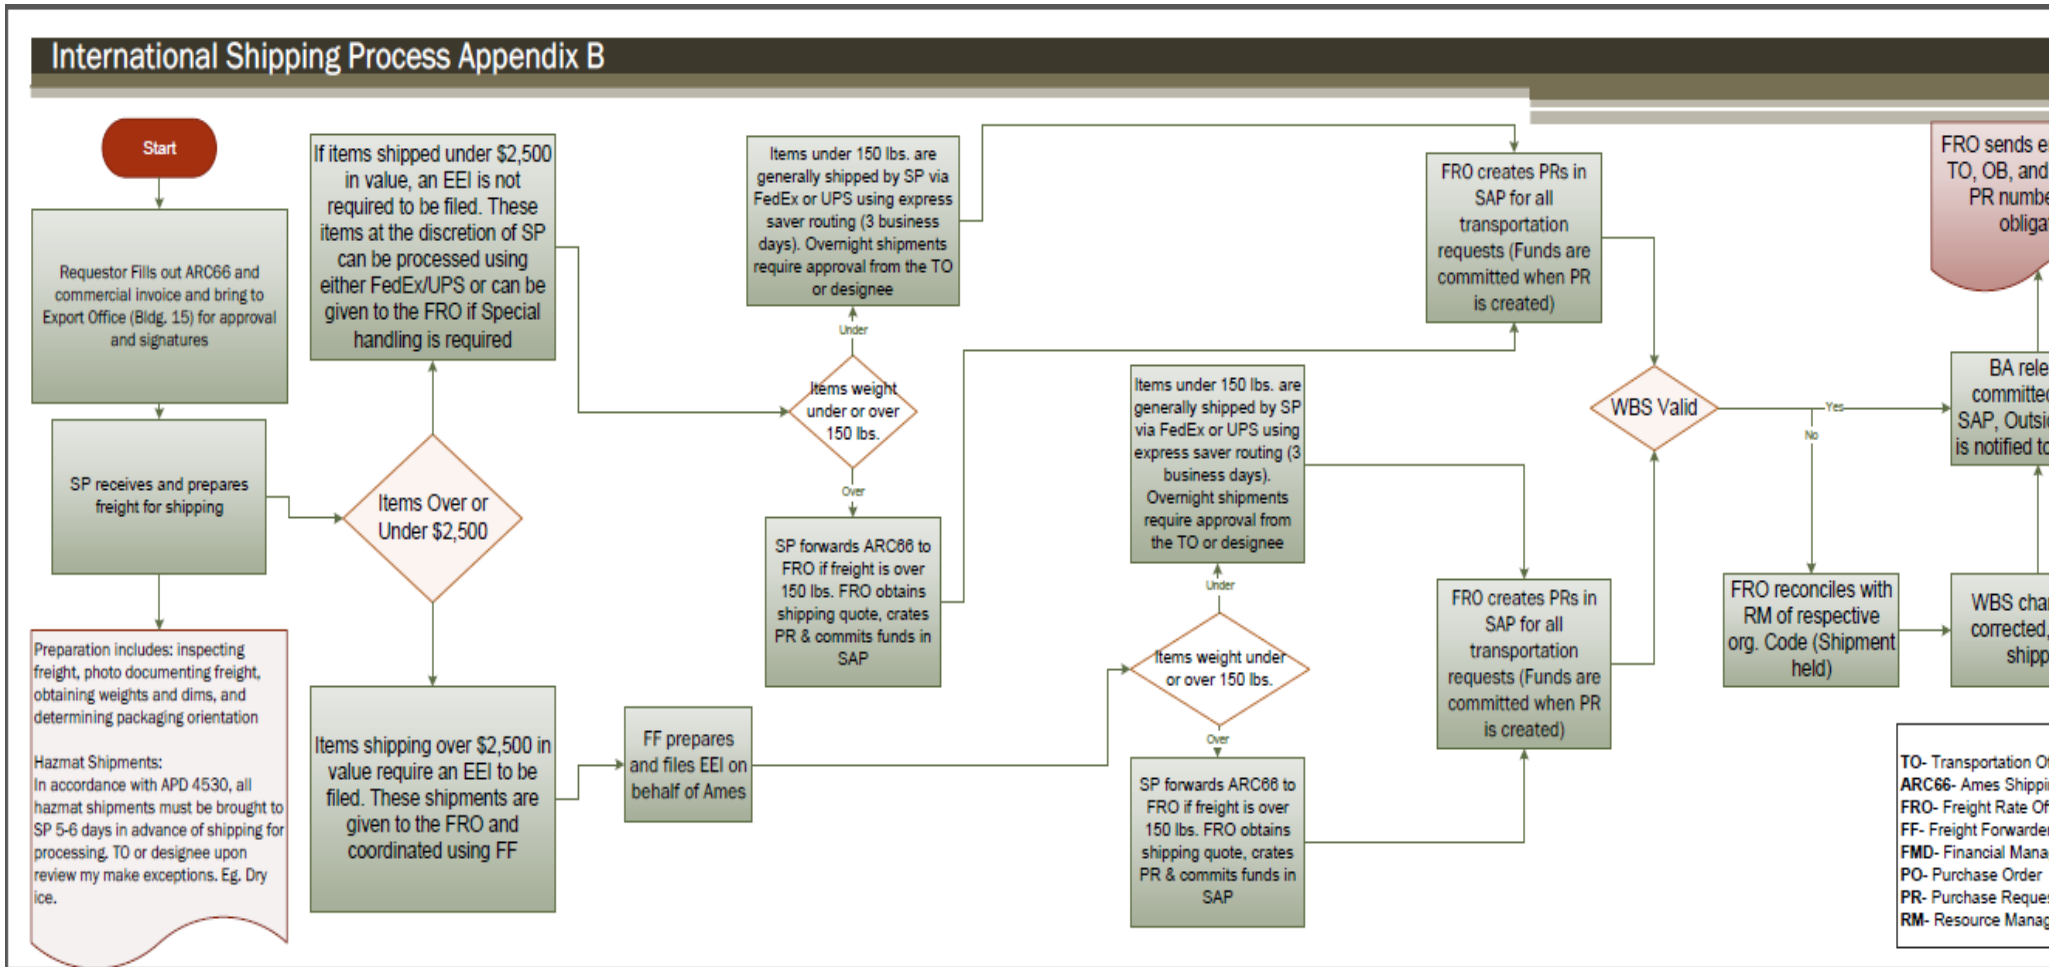 International Shipping Process Appendix B
Start
Requestor Fills out ARC66 and
commercial invoice and bring to
Export Office (Bldg. 15) for approval
and signatures
SP receives and prepares
freight for shipping
Preparation includes: inspecting
freight, photo documenting freight,
obtaining weights and dims, and
determining packaging orientation
Hazmat Shipments:
In accordance with APD 4530, all
hazmat shipments must be brought to
SP 5-6 days in advance of shipping for
processing. TO or designee upon
review my make exceptions. Eg. Dry
ice.
If items shipped under $2,500
in value, an EEI is not
required to be filed. These
items at the discretion of SP
can be processed using
either FedEx/UPS or can be
given to the FRO if Special
handling is required
Items Over or
Under $2,500
Items shipping over $2,500 in
value require an EEI to be
filed. These shipments are
given to the FRO and
coordinated using FF
FF prepares
and files EEI on
behalf of Ames
Items under 150 lbs. are
generally shipped by SP via
FedEx or UPS using express
saver routing (3 business
days). Overnight shipments
require approval from the TO
or designee
Under
Items weight
under or over
150 lbs.
Over
SP forwards ARC66 to
FRO if freight is over
150 lbs. FRO obtains
shipping quote, crates
PR & commits funds in
SAP
Items under 150 lbs. are
generally shipped by SP
via FedEx or UPS using
express saver routing (3
business days).
Overnight shipments
require approval from
the TO or designee
Under
Items weight under
or over 150 lbs.
Over
SP forwards ARC66 to
FRO if freight is over
150 lbs. FRO obtains
shipping quote, crates
PR & commits funds in
SAP
FRO creates PRs in
SAP for all
transportation
requests (Funds are
committed when PR
is created)
FRO creates PRs in
SAP for all
transportation
requests (Funds are
committed when PR
is created)
WBS Valid
Yes
No
FRO reconciles with
RM of respective
org. Code (Shipment
held)
FRO sends
TO, OB, and
PR
BA
SAP,
is notified
WBS
corrected,
TO- Transportation
ARC66- Ames
FRO- Freight Rate
FF- Freight
FMD- Financial
PO- Purchase Order
PR- Purchase
RM- Resource